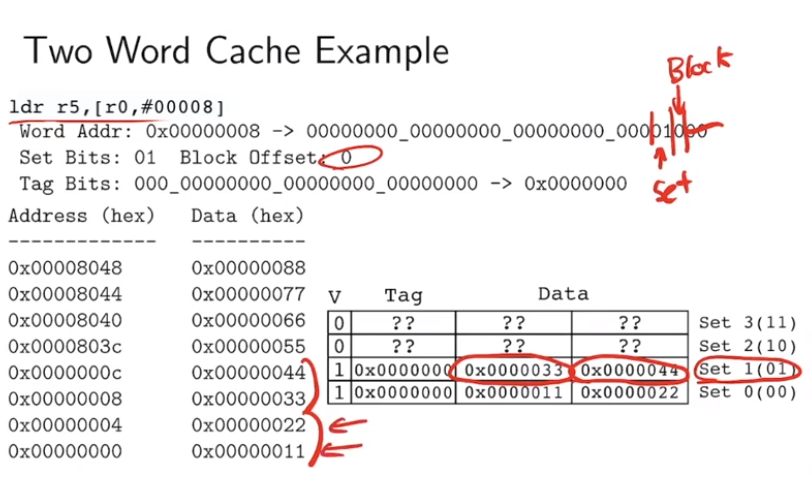 Two Word Cache Example
Block
ldr r5,[r0,#00008]
Word Addr: 0x00000008 -> 00000000_00000000_00000000_00001000
Set Bits: 01 Block Offset: 0
Set
Tag Bits: 000_00000000_00000000_00000000 -> 0x0000000
Address (hex) Data (hex)
------------- ----------
0x00008048 0x00000088
0x00008044 0x00000077
0x00008040 0x00000066
0x0000803c 0x00000055
0x0000000c 0x00000044
0x00000008 0x00000033
0x00000004 0x00000022
0x00000000 0x00000011
V Tag Data
0 ?? ?? ?? Set 3(11)
0 ?? ?? ?? Set 2(10)
1 0x0000000 0x0000033 0x0000044 Set 1(01)
1 0x0000000 0x0000011 0x0000022 Set 0(00)